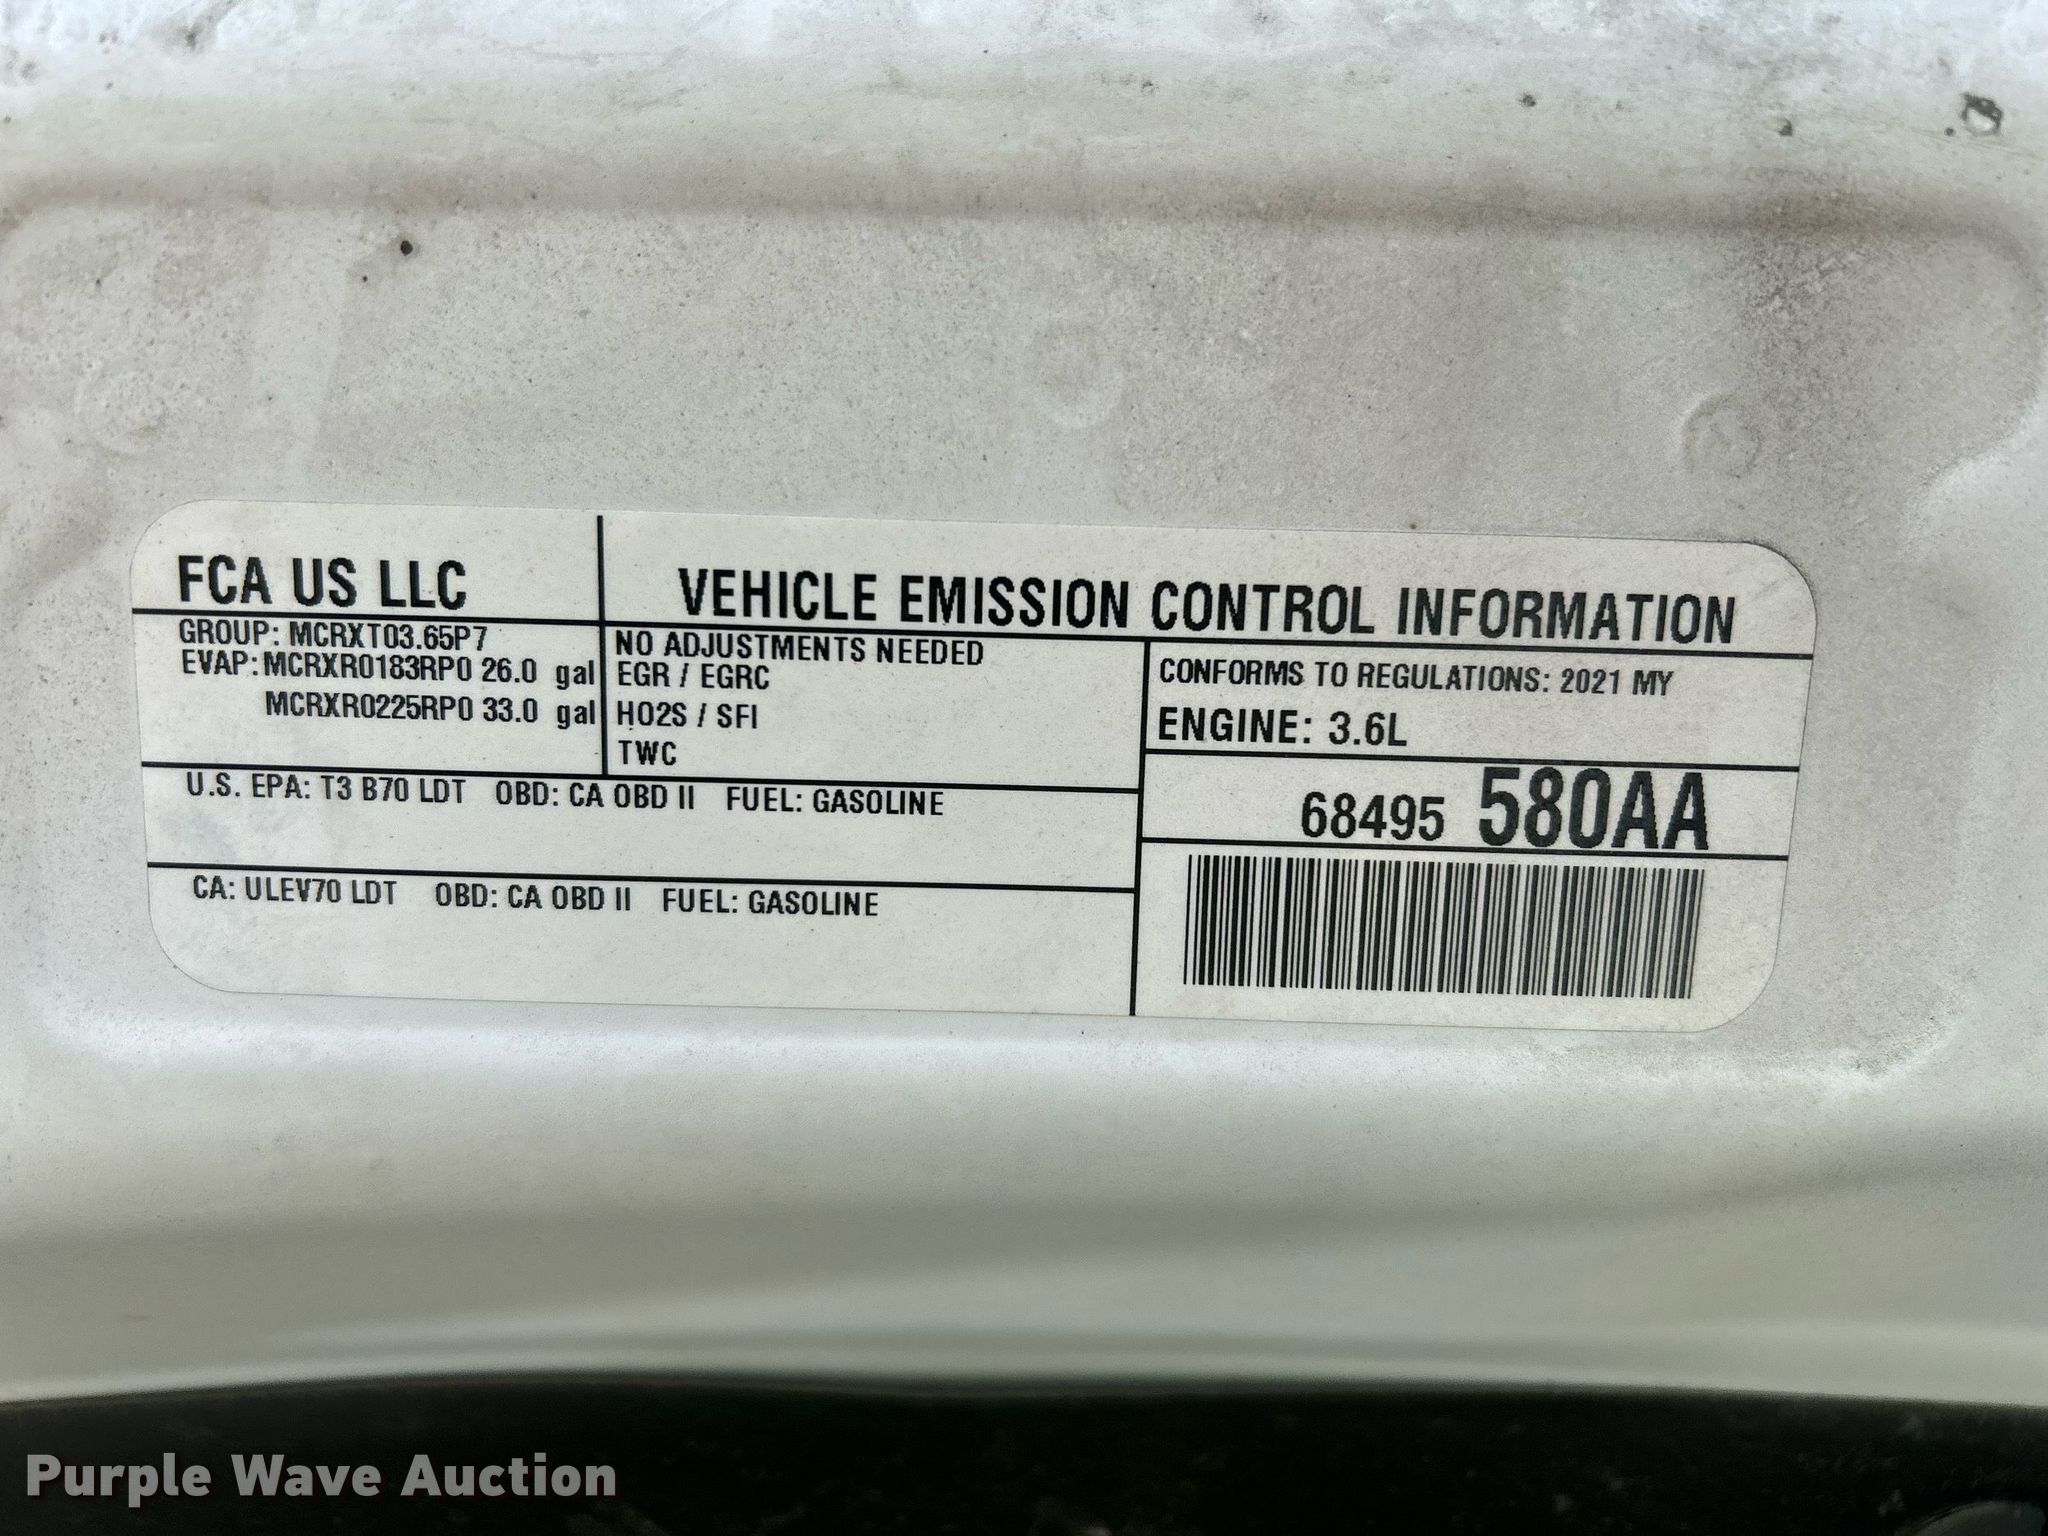 FCA US LLC
VEHICLE EMISSION CONTROL INFORMATION
GROUP: MCRXT03.65P7
EVAP: MCRXR0183RP0 26.0 gal
MCRXR0225RP0 33.0 gal
NO ADJUSTMENTS NEEDED
EGR / EGRC
HO2S / SFI
TWC
CONFORMS TO REGULATIONS: 2021 MY
ENGINE: 3.6L
U.S. EPA: T3 B70 LDT OBD: CA OBD II FUEL: GASOLINE
68495 580AA
CA: ULEV70 LDT OBD: CA OBD II FUEL: GASOLINE
Purple Wave Auction